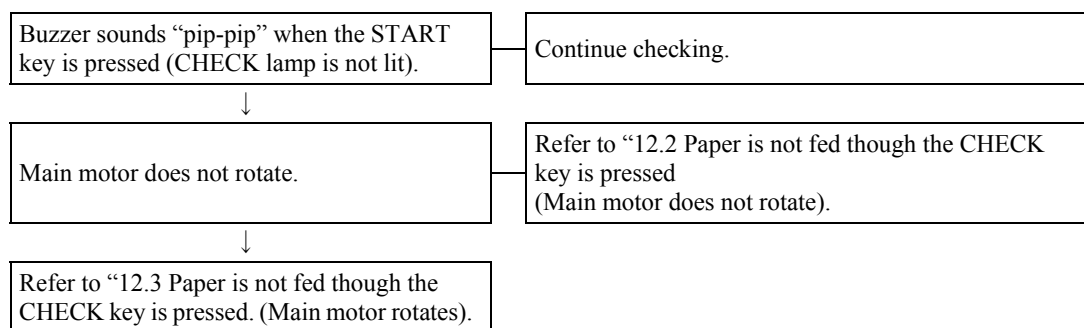 Buzzer sounds “pip-pip” when the START
key is pressed (CHECK lamp is not lit).
Continue checking.
↓
Main motor does not rotate.
Refer to “12.2 Paper is not fed though the CHECK
key is pressed
(Main motor does not rotate).
↓
Refer to “12.3 Paper is not fed though the
CHECK key is pressed. (Main motor rotates).